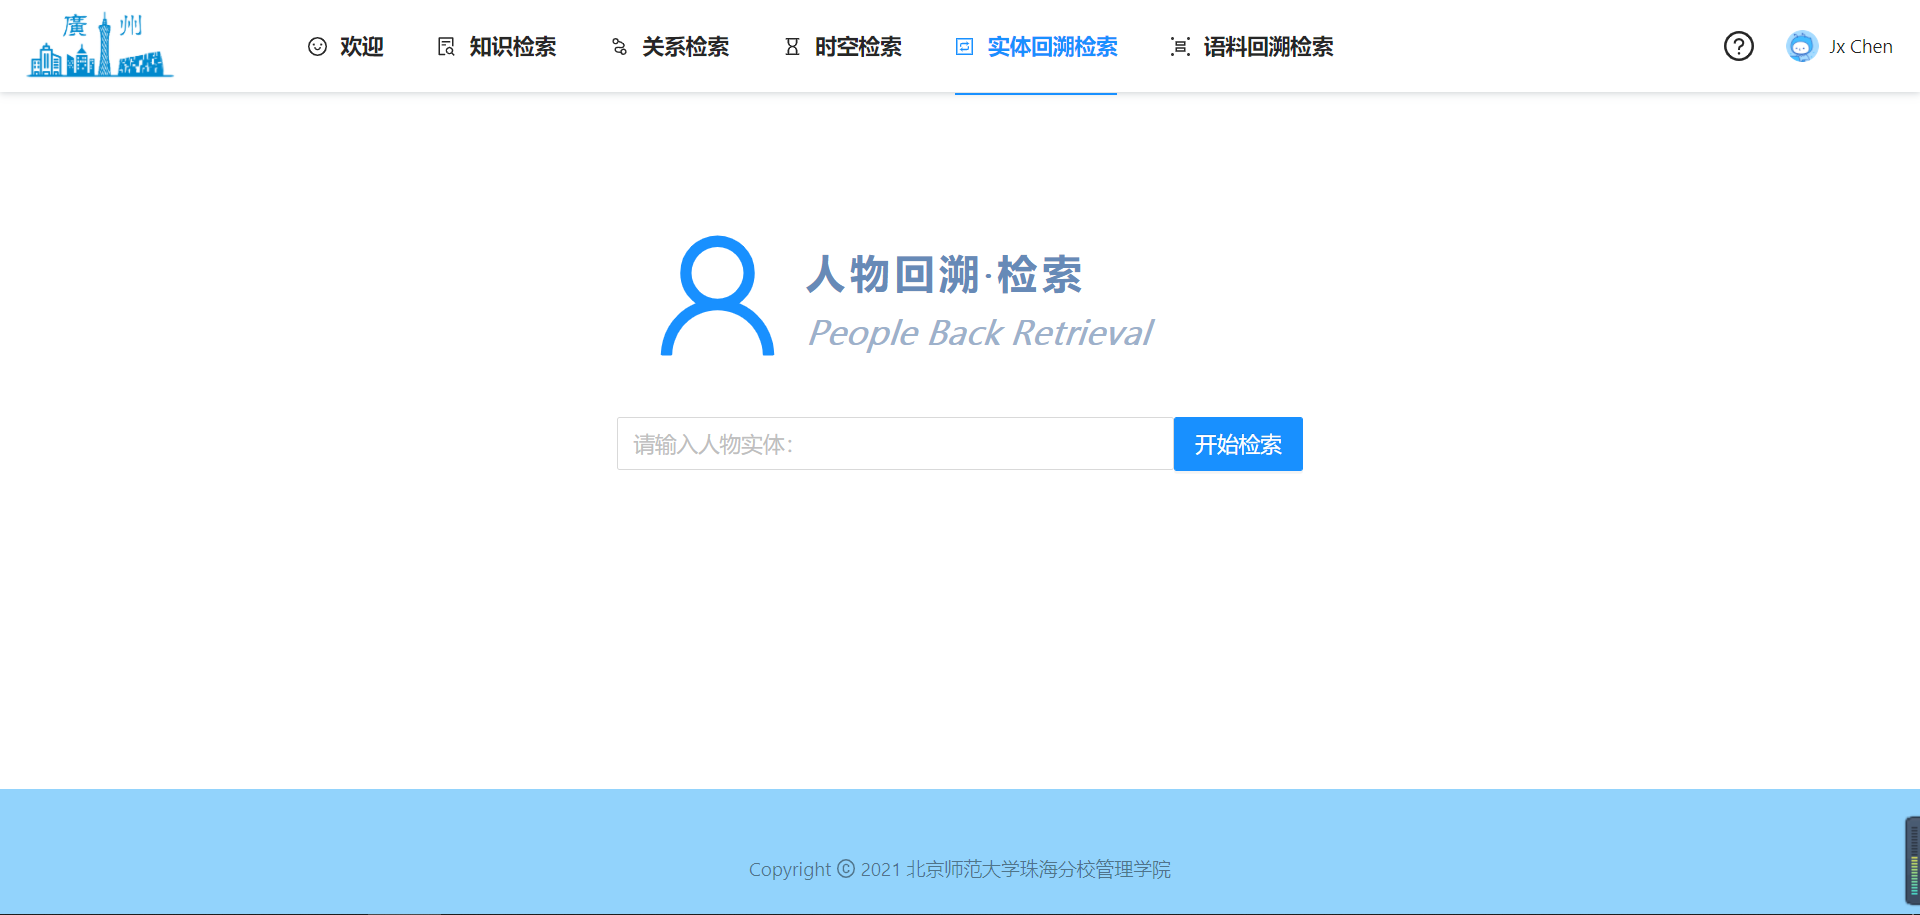 廣州
欢迎
知识检索
关系检索
时空检索
实体回溯检索
语料回溯检索
Jx Chen
人物回溯·检索
People Back Retrieval
请输入人物实体：
开始检索
Copyright © 2021 北京师范大学珠海分校管理学院